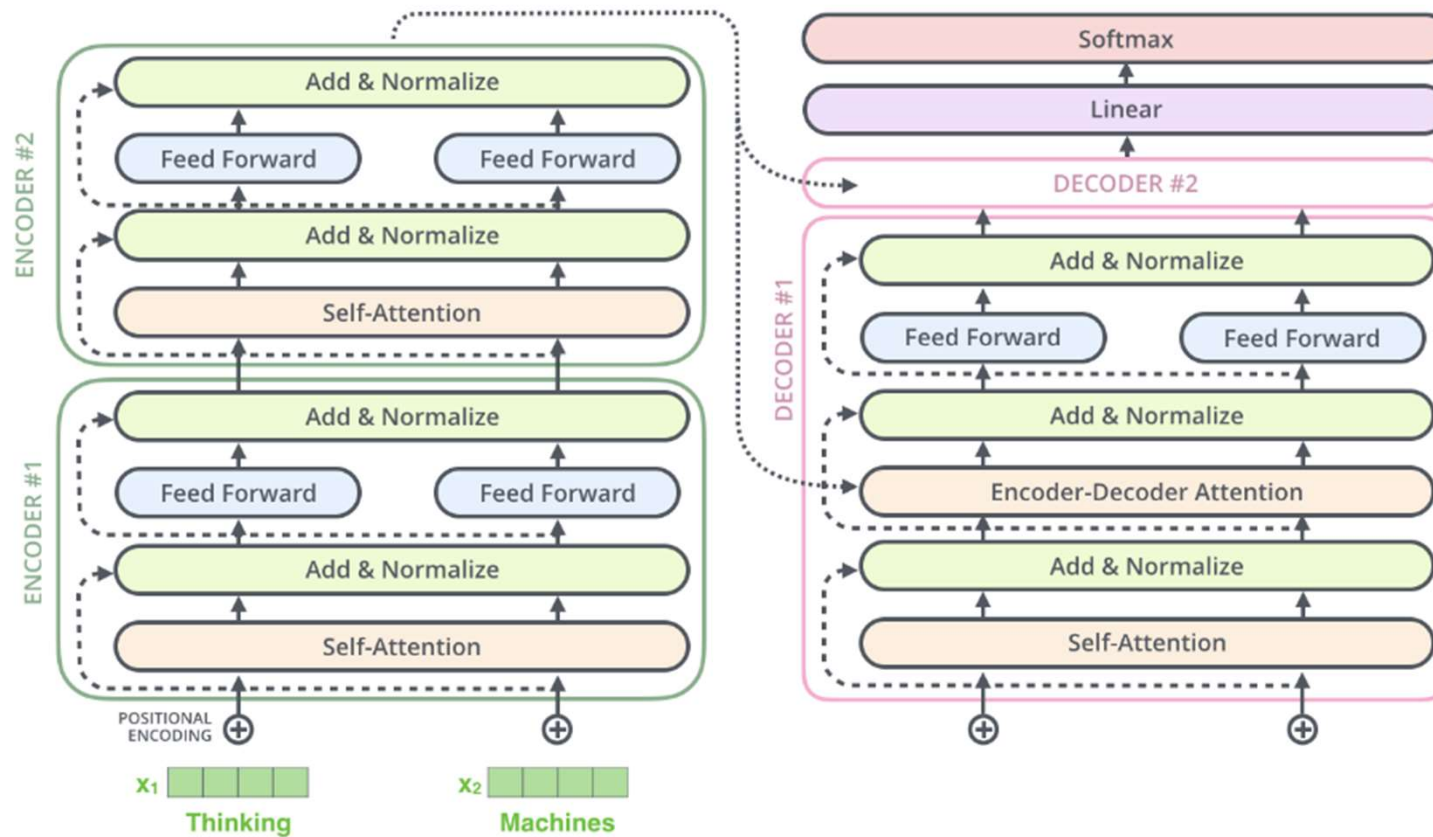 ENCODER #2
Add & Normalize
Feed Forward
Feed Forward
Add & Normalize
Self-Attention
ENCODER #1
Add & Normalize
Feed Forward
Feed Forward
Add & Normalize
Self-Attention
POSITIONAL
ENCODING
x₁
x₂
Thinking
Machines
Softmax
Linear
DECODER #2
DECODER #1
Add & Normalize
Feed Forward
Feed Forward
Add & Normalize
Encoder-Decoder Attention
Add & Normalize
Self-Attention